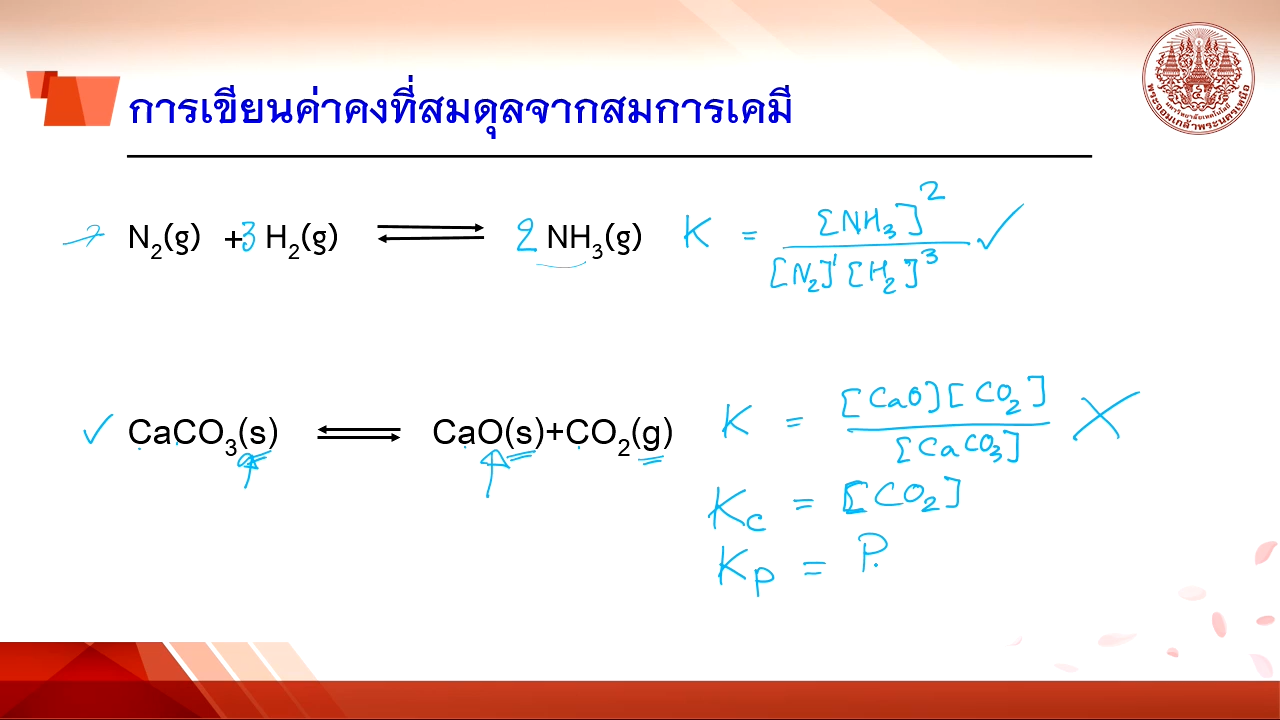 การเขียนค่าคงที่สมดุลจากสมการเคมี
N₂(g) + 3 H₂(g) ⇌ 2 NH₃(g) K = [NH₃]² / [N₂]¹ [H₂]³ ✓
✓ CaCO₃(s) ⇌ CaO(s)+CO₂(g) K = [CaO][CO₂] / [CaCO₃] ✗
Kc = [CO₂]
Kp = P.